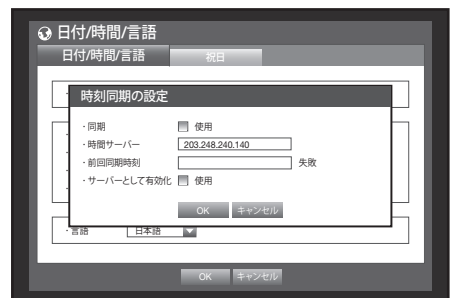 日付/時間/言語
日付/時間/言語 祝日
時刻同期の設定
・同期 使用
・時間サーバー 203.248.240.140
・前回同期時刻 失敗
・サーバーとして有効化 使用
OK キャンセル
・言語 日本語
OK キャンセル